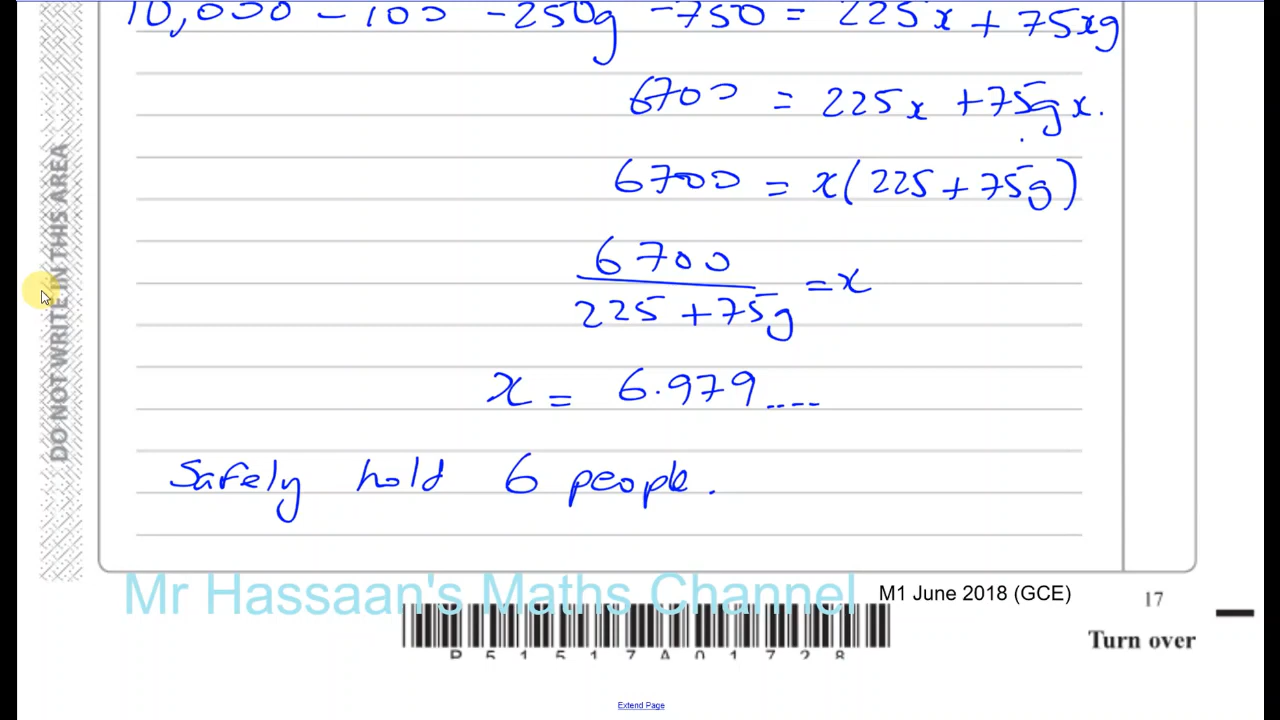 10,000 - 100 - 250g - 750 = 225x + 75xg
6700 = 225x + 75gx.
6700 = x(225 + 75g)
6700
225 + 75g
= x
x = 6.979....
Safely hold 6 people.
DO NOT WRITE IN THIS AREA
Mr Hassaan's Maths Channel
M1 June 2018 (GCE)
17
P51517A01728
Turn over
Extend Page